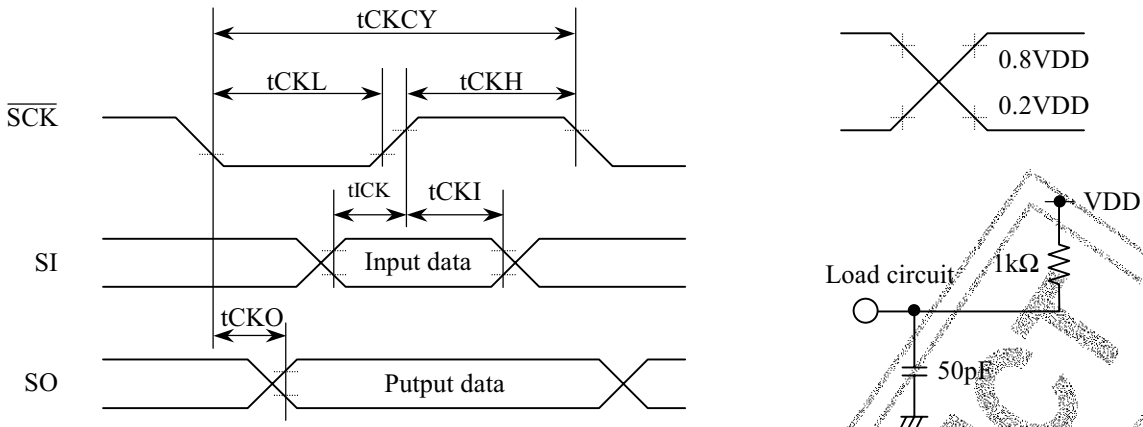 tCKCY
tCKL
tCKH
SCK
tICK
tCKI
SI
Input data
tCKO
SO
Putput data
0.8VDD
0.2VDD
VDD
1kΩ
Load circuit
50pF
CT